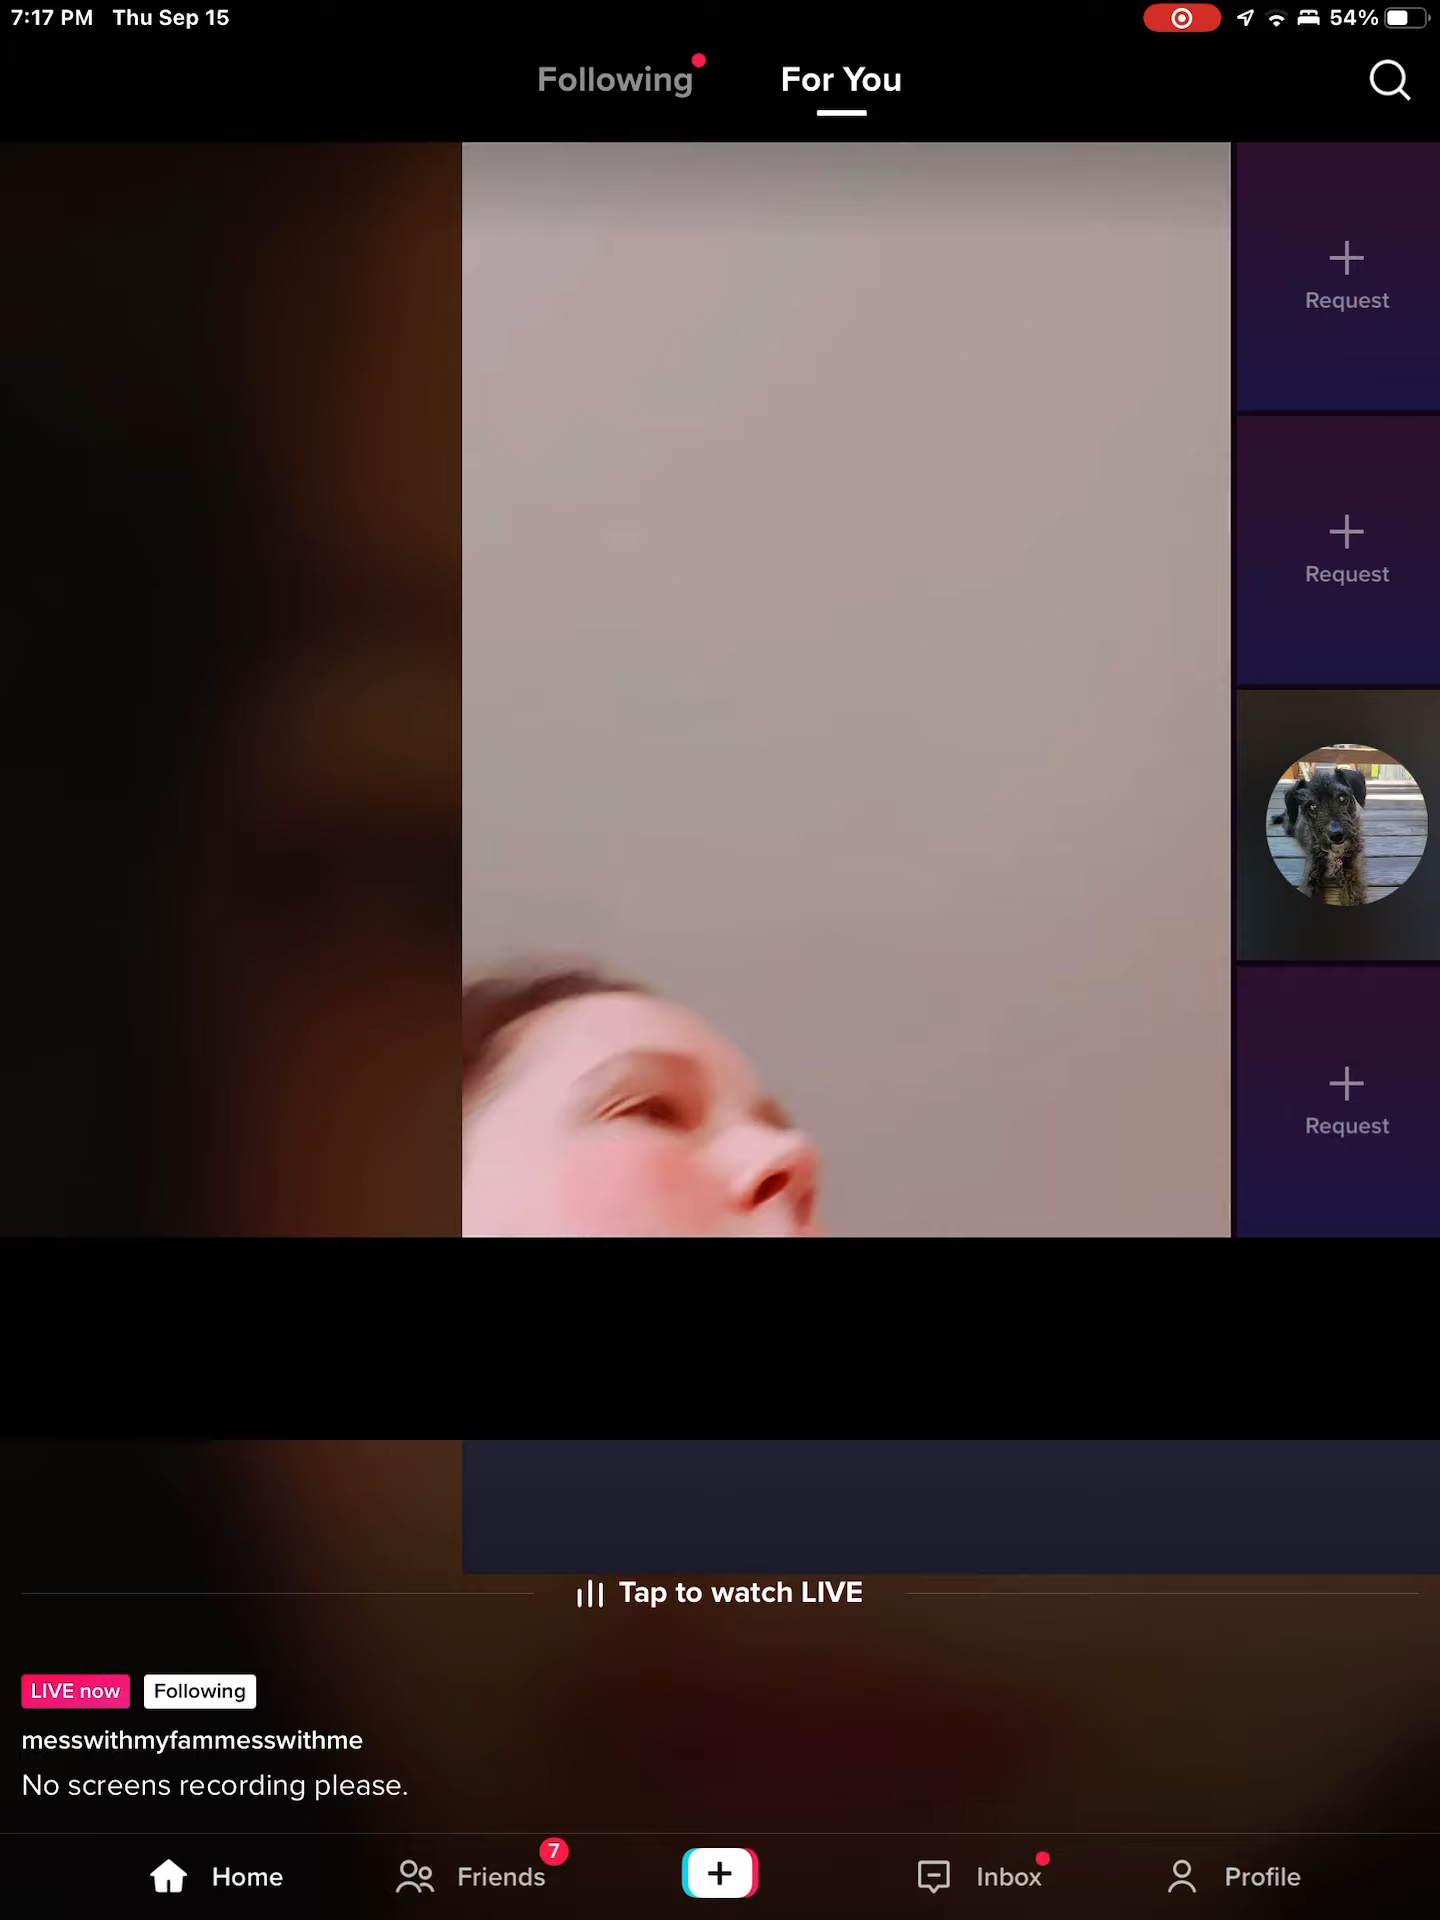 7:17 PM Thu Sep 15 54%
Following For You
Request
Request
Request
Tap to watch LIVE
LIVE now Following
messwithmyfammesswithme
No screens recording please.
Home Friends 7 Inbox Profile